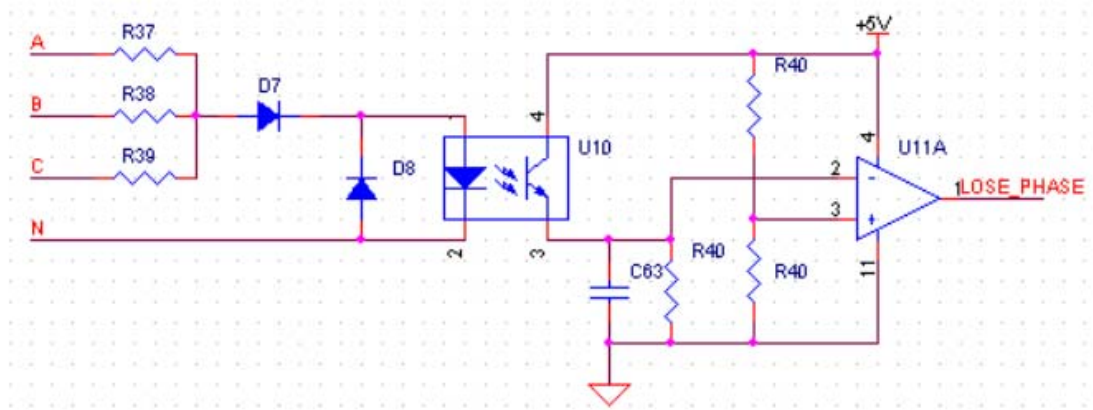 A
R37
B
R38
C
R39
N
D7
D8
4
U10
2
3
C63
R40
R40
R40
+5V
4
U11A
2
3
11
1
LOSE_PHASE